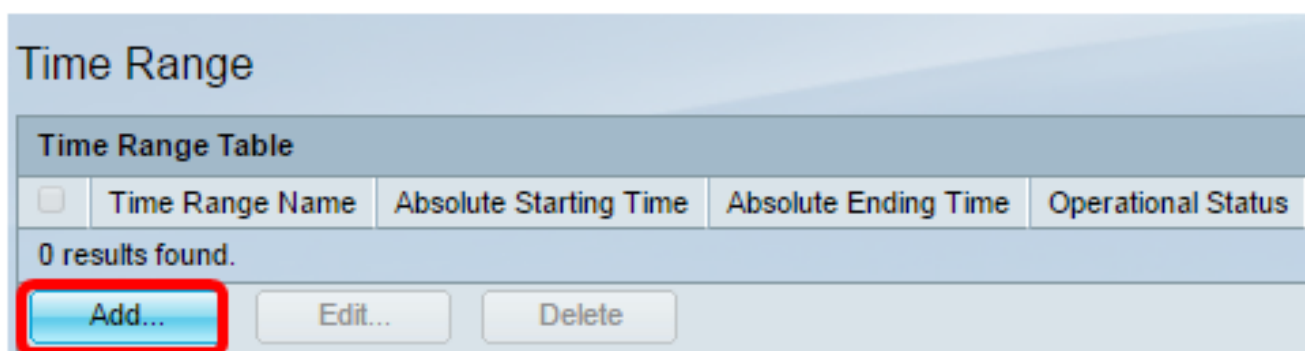 Time Range
Time Range Table
Time Range Name Absolute Starting Time Absolute Ending Time Operational Status
0 results found.
Add... Edit... Delete